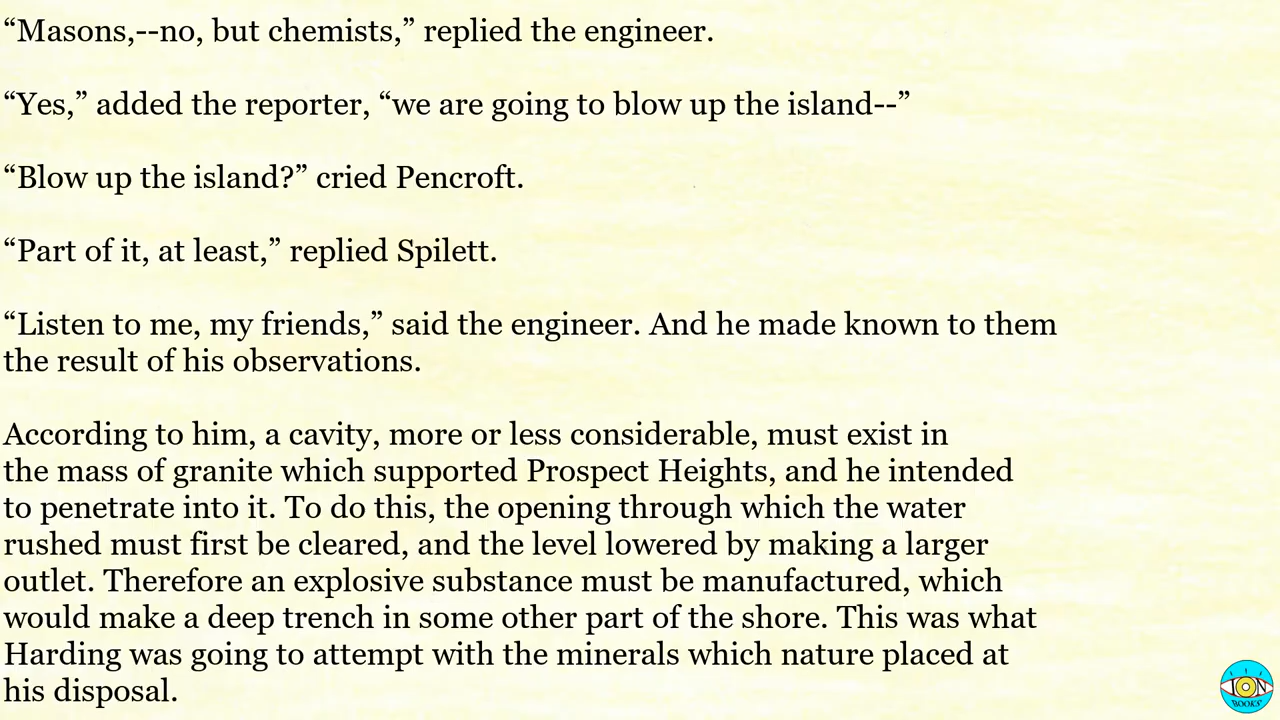 “Masons,--no, but chemists,” replied the engineer.
“Yes,” added the reporter, “we are going to blow up the island--”
“Blow up the island?” cried Pencroft.
“Part of it, at least,” replied Spilett.
“Listen to me, my friends,” said the engineer. And he made known to them
the result of his observations.
According to him, a cavity, more or less considerable, must exist in
the mass of granite which supported Prospect Heights, and he intended
to penetrate into it. To do this, the opening through which the water
rushed must first be cleared, and the level lowered by making a larger
outlet. Therefore an explosive substance must be manufactured, which
would make a deep trench in some other part of the shore. This was what
Harding was going to attempt with the minerals which nature placed at
his disposal.
ION
BOOKS